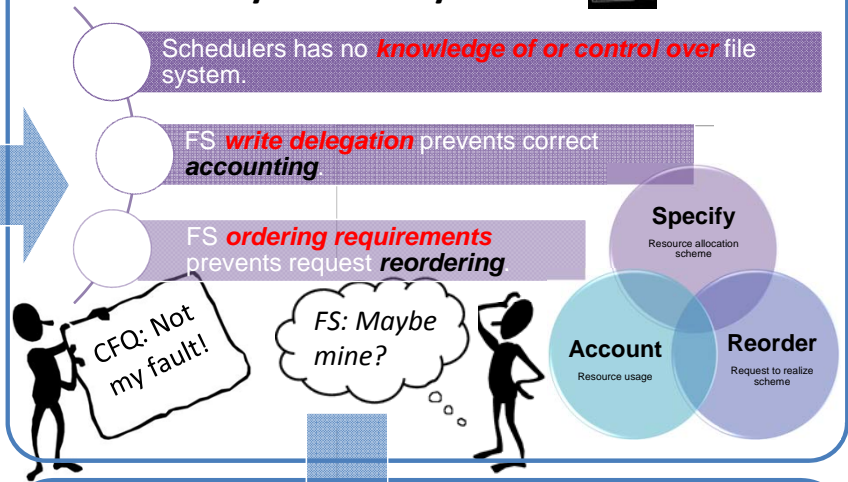 Schedulers has no knowledge of or control over file
system.
FS write delegation prevents correct
accounting.
FS ordering requirements
prevents request reordering.
CFQ: Not
my fault!
FS: Maybe
mine?
Specify
Resource allocation
scheme
Account
Resource usage
Reorder
Request to realize
scheme